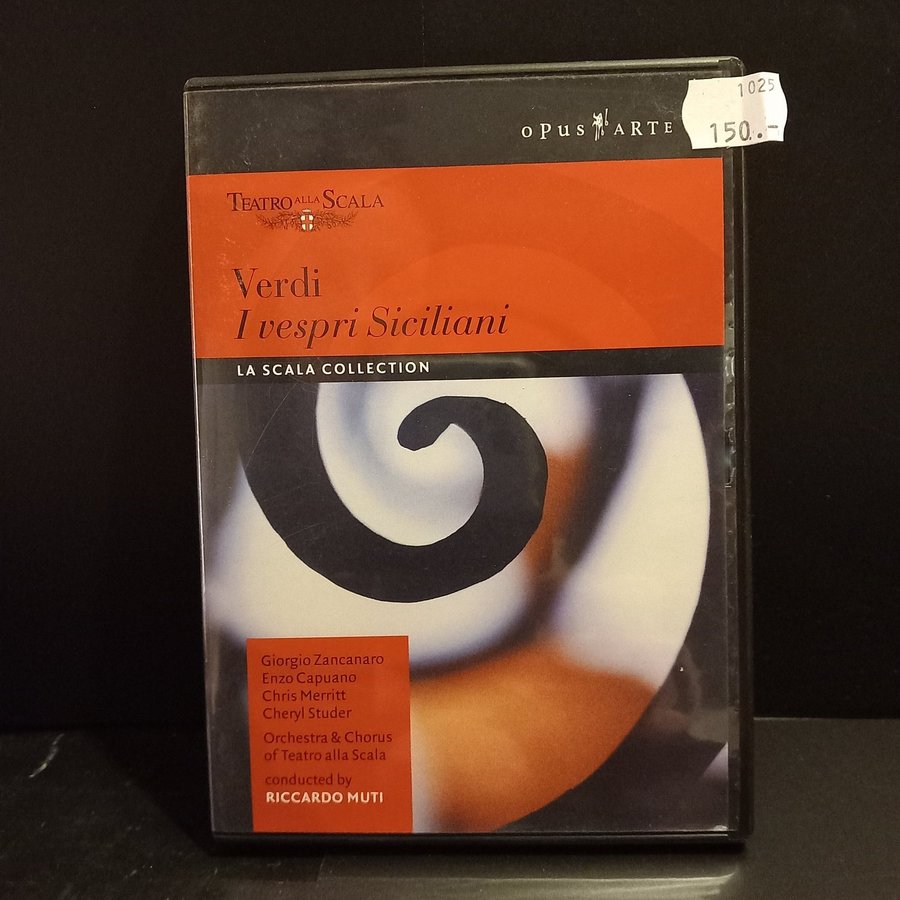 1025
150.-
OPUS ARTE
TEATRO ALLA SCALA
Verdi
I vespri Siciliani
LA SCALA COLLECTION
Giorgio Zancanaro
Enzo Capuano
Chris Merritt
Cheryl Studer
Orchestra & Chorus
of Teatro alla Scala
conducted by
RICCARDO MUTI